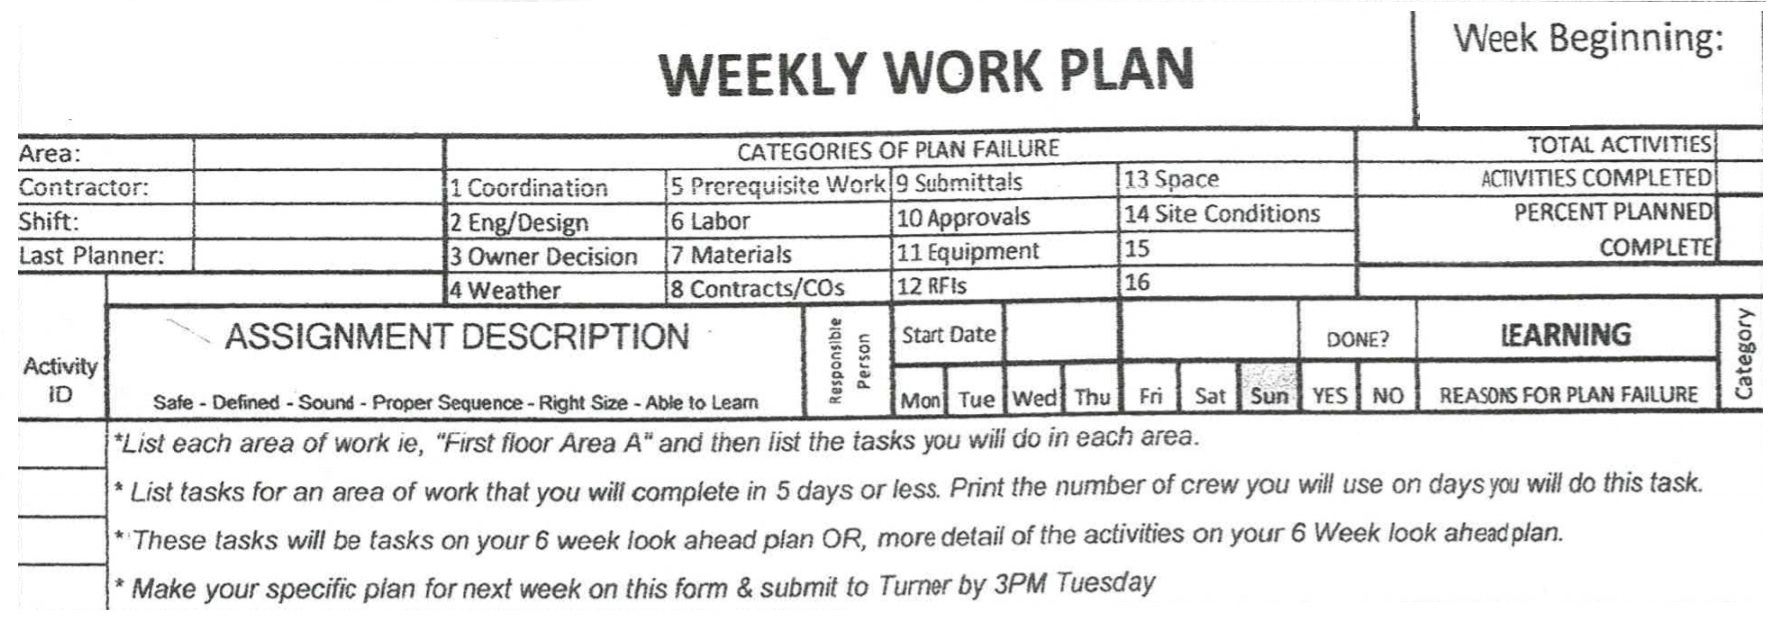 WEEKLY WORK PLAN
Week Beginning:
Area:
CATEGORIES OF PLAN FAILURE
TOTAL ACTIVITIES
Contractor:
1 Coordination
5 Prerequisite Work
9 Submittals
13 Space
ACTIVITIES COMPLETED
Shift:
2 Eng/Design
6 Labor
10 Approvals
14 Site Conditions
PERCENT PLANNED
COMPLETE
Last Planner:
3 Owner Decision
7 Materials
11 Equipment
15
4 Weather
8 Contracts/COs
12 RFIs
16
Activity
ID
ASSIGNMENT DESCRIPTION
Safe - Defined - Sound - Proper Sequence - Right Size - Able to Learn
Responsible
Person
Start Date
Mon Tue Wed Thu Fri Sat Sun
DONE?
YES NO
LEARNING
REASONS FOR PLAN FAILURE
Category
*List each area of work ie, "First floor Area A" and then list the tasks you will do in each area.
* List tasks for an area of work that you will complete in 5 days or less. Print the number of crew you will use on days you will do this task.
* These tasks will be tasks on your 6 week look ahead plan OR, more detail of the activities on your 6 Week look ahead plan.
* Make your specific plan for next week on this form & submit to Turner by 3PM Tuesday